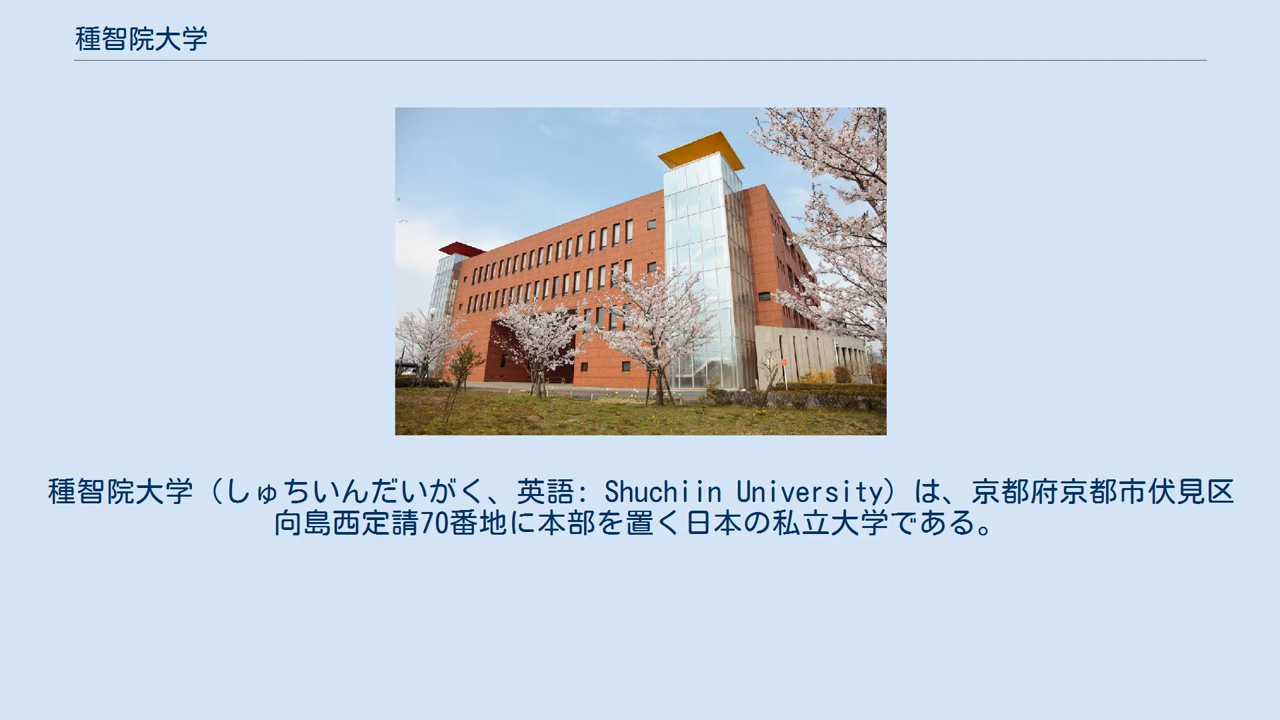 種智院大学
種智院大学（しゅちいんだいがく、英語: Shuchiin University）は、京都府京都市伏見区
向島西定請70番地に本部を置く日本の私立大学である。